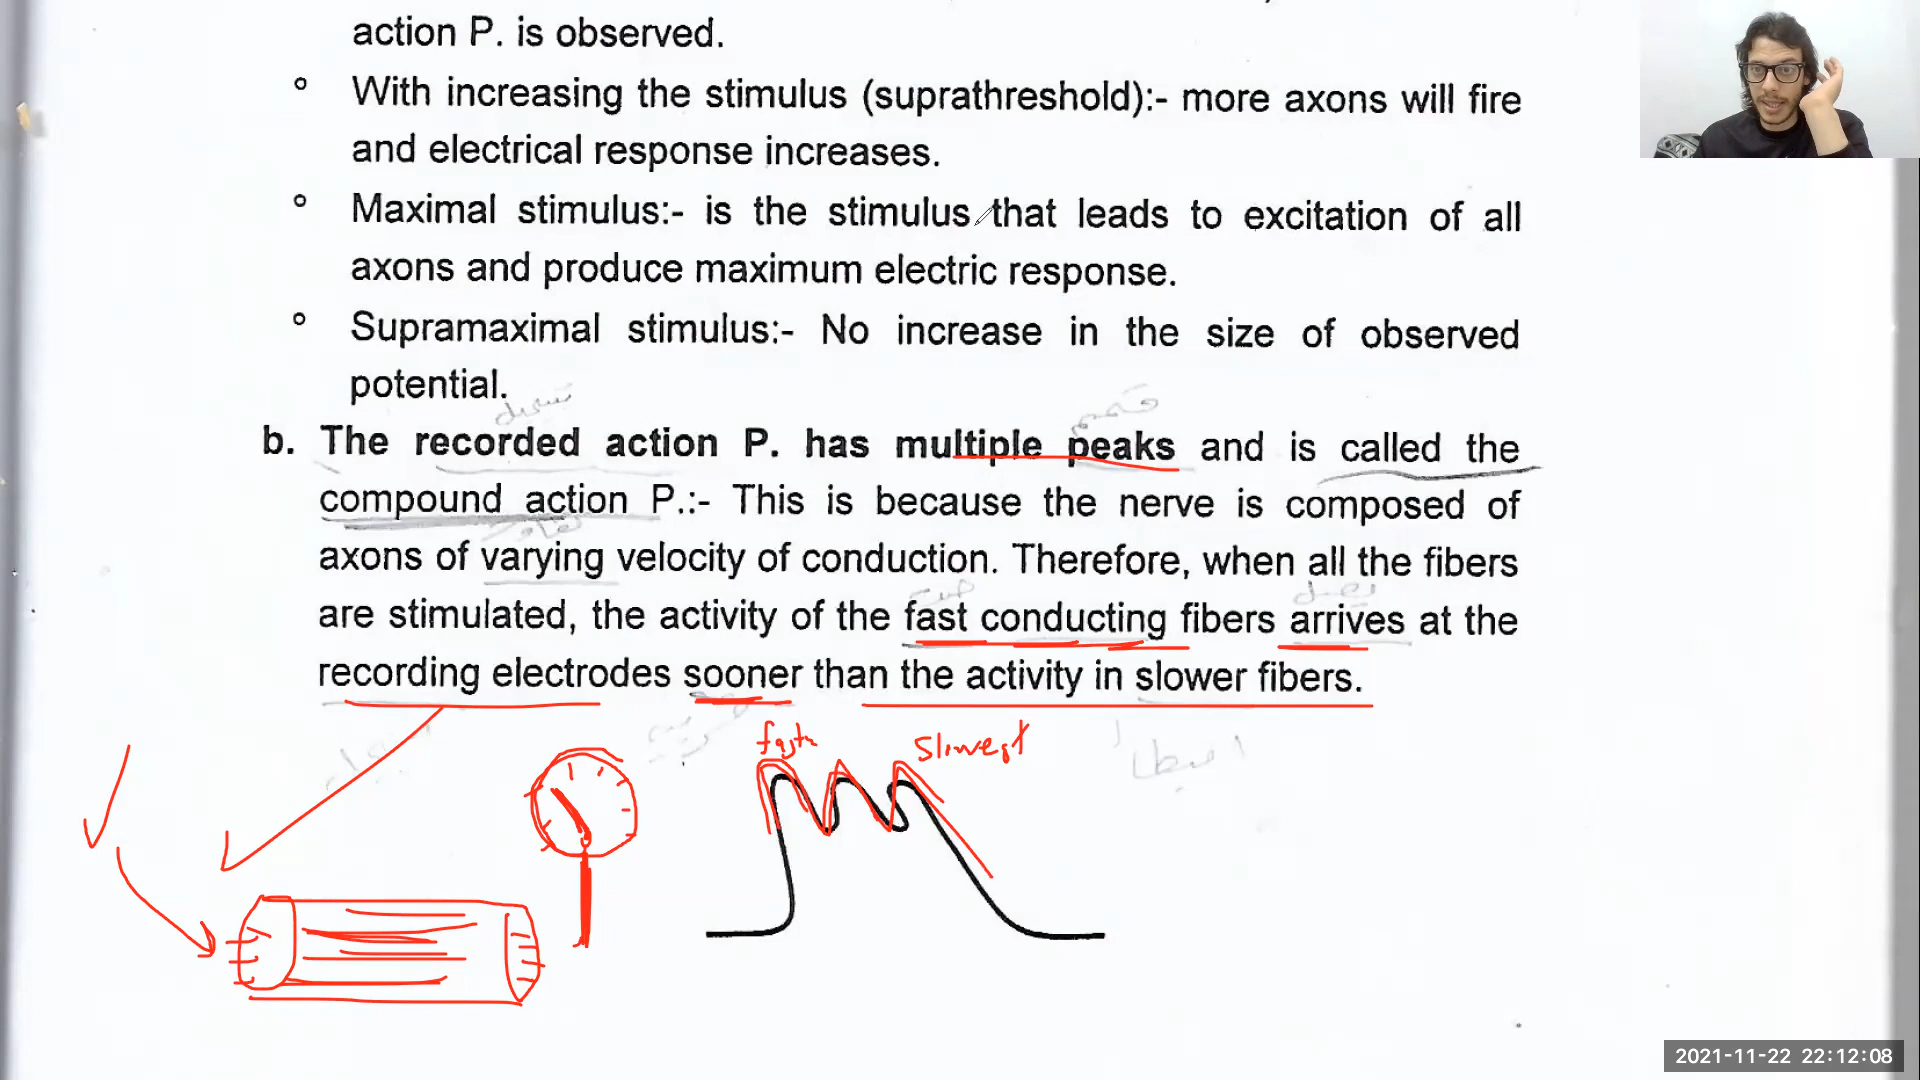 action P. is observed.
° With increasing the stimulus (suprathreshold):- more axons will fire
and electrical response increases.
° Maximal stimulus:- is the stimulus that leads to excitation of all
axons and produce maximum electric response.
° Supramaximal stimulus:- No increase in the size of observed
potential.
تسجيل
قمم
b. The recorded action P. has multiple peaks and is called the
compound action P.:- This is because the nerve is composed of
axons of varying velocity of conduction. Therefore, when all the fibers
يصل
are stimulated, the activity of the fast conducting fibers arrives at the
recording electrodes sooner than the activity in slower fibers.
Slowest
2021-11-22 22:12:08